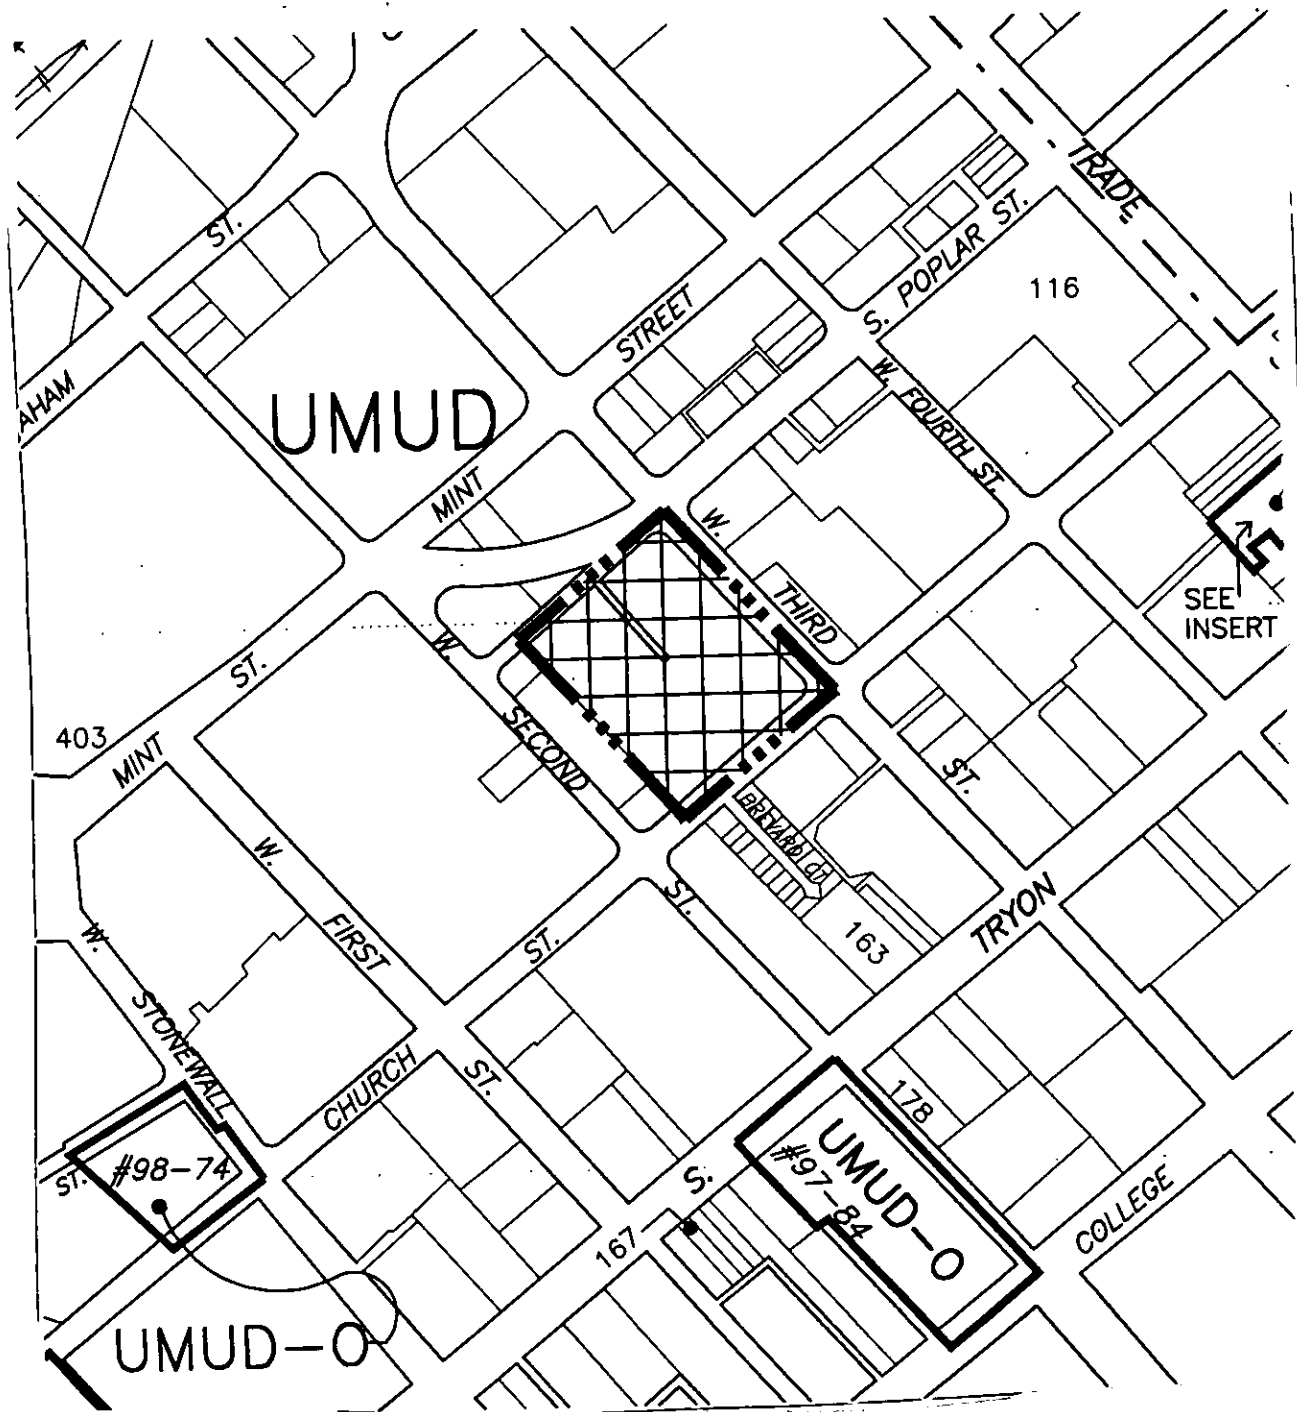 TRADE
ST.
S. POPLAR ST.
116
STREET
AHAM
UMUD
W. FOURTH ST.
MINT
W.
THIRD
SEE
INSERT
W.
ST.
SECOND
403
MINT
ST.
BREVARD CT.
W.
FIRST
ST.
ST.
TRYON
163
W.
STONEWALL
CHURCH
ST.
178
UMUD-O
#97-84
#98-74
ST.
S.
167
COLLEGE
UMUD-O